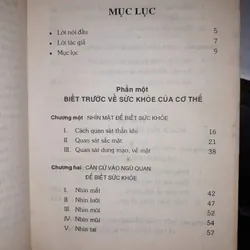 MỤC LỤC
• Lời nói đầu 5
• Lời tác giả 7
• Mục lục 9
Phần một
BIẾT TRƯỚC VỀ SỨC KHỎE CỦA CƠ THỂ
Chương một NHÌN MẶT ĐỂ BIẾT SỨC KHỎE
I. Cách quan sát thần khí 16
II. Quan sát sắc mặt 21
III. Quan sát dung mạo, vẻ mặt 38
Chương hai CĂN CỨ VÀO NGŨ QUAN
ĐỂ BIẾT SỨC KHỎE
I. Nhìn mắt 42
II. Nhìn lưỡi 47
III. Nhìn môi 52
IV. Nhìn mũi 54
V. Nhìn tai 57